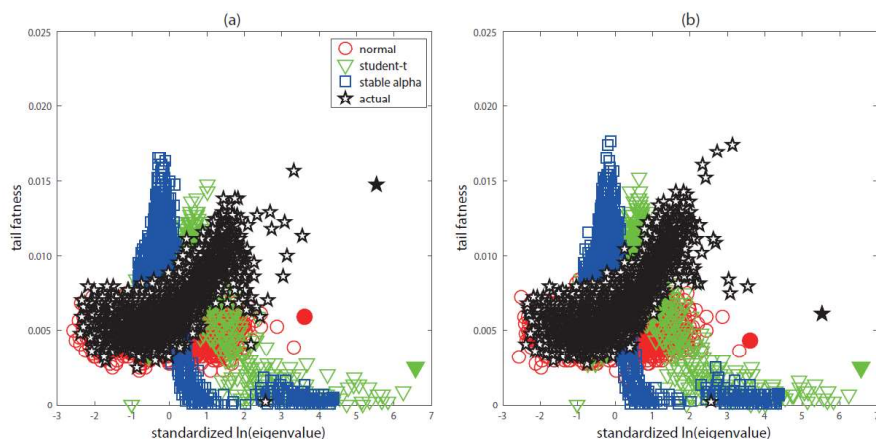 (a)
0.025
0.020
0.015
0.010
0.005
0
-3 -2 -1 0 1 2 3 4 5 6 7
tail fatness
standardized ln(eigenvalue)
normal
student-t
stable alpha
actual
(b)
0.025
0.020
0.015
0.010
0.005
0
-3 -2 -1 0 1 2 3 4 5 6 7
tail fatness
standardized ln(eigenvalue)